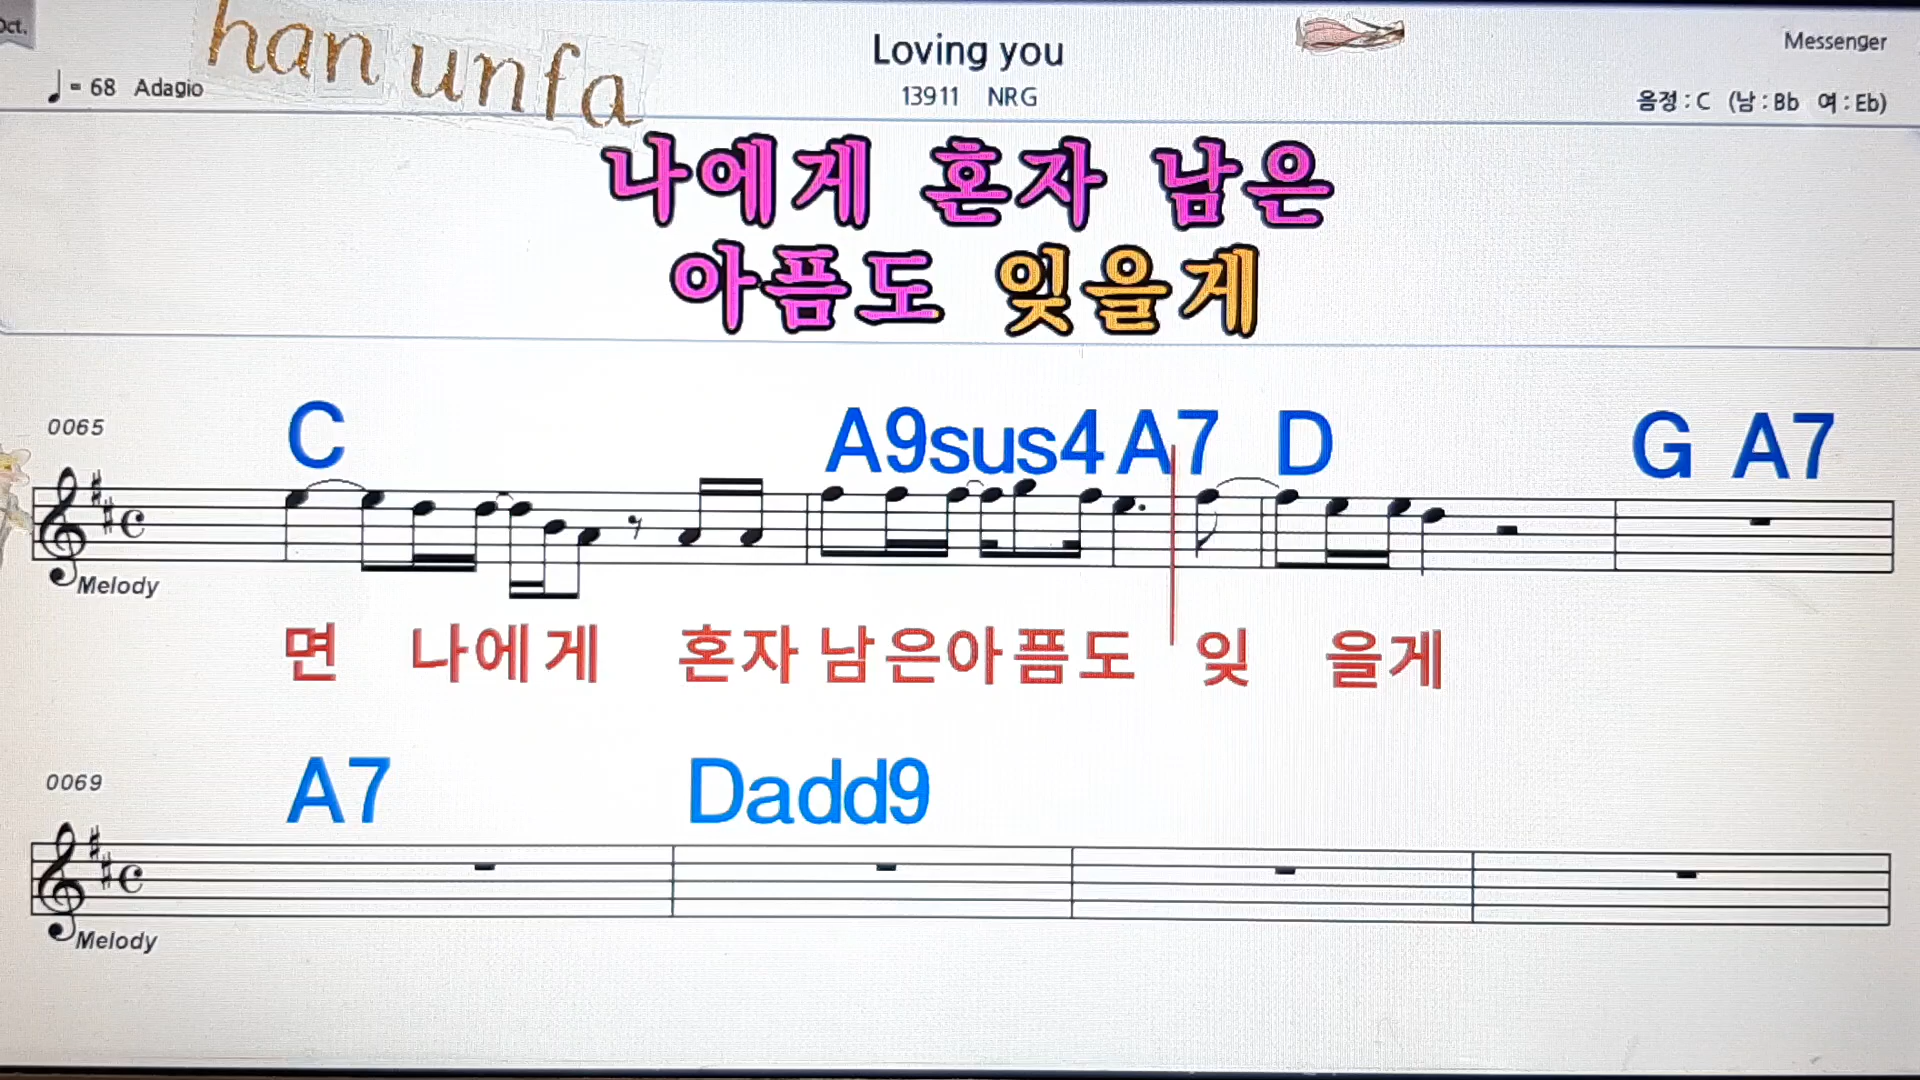 Oct.
han unfa
Loving you
Messenger
♩= 68 Adagio
13911 NRG
음정 : C (남 : Bb 여 : Eb)
나에게 혼자 남은
아픔도 잊을게
0065
C A9sus4 A7 D G A7
Melody
면 나에게 혼자 남은아픔도 잊 을게
0069
A7 Dadd9
Melody